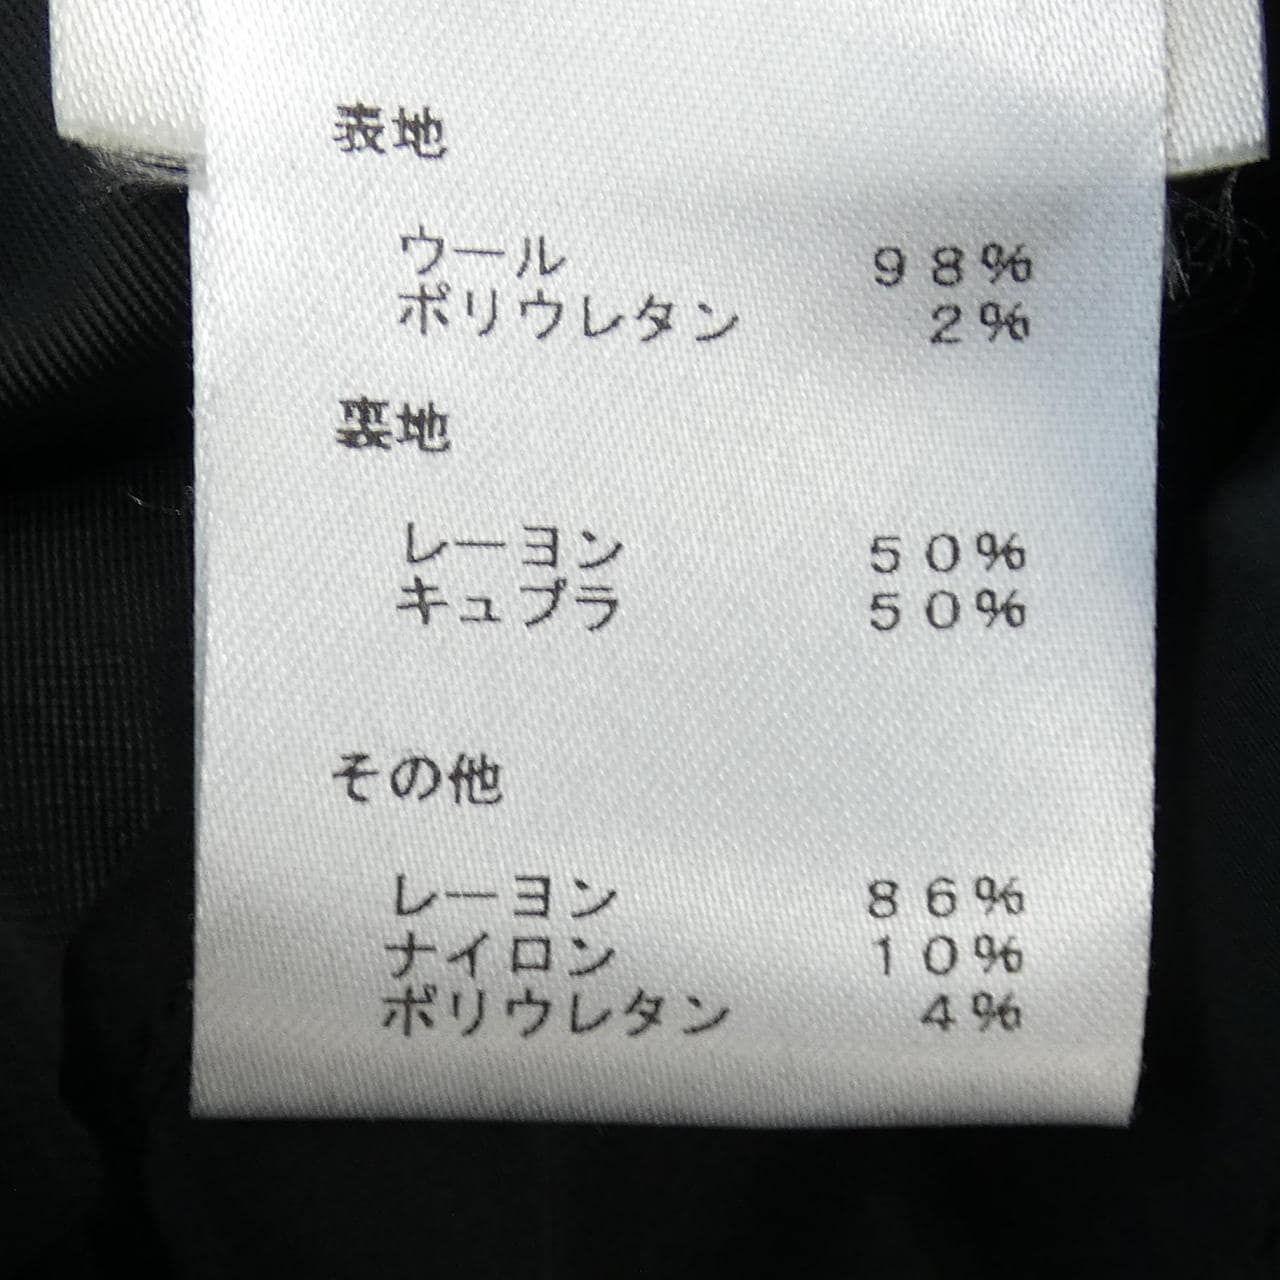 表地
ウール 98%
ポリウレタン 2%
裏地
レーヨン 50%
キュプラ 50%
その他
レーヨン 86%
ナイロン 10%
ポリウレタン 4%